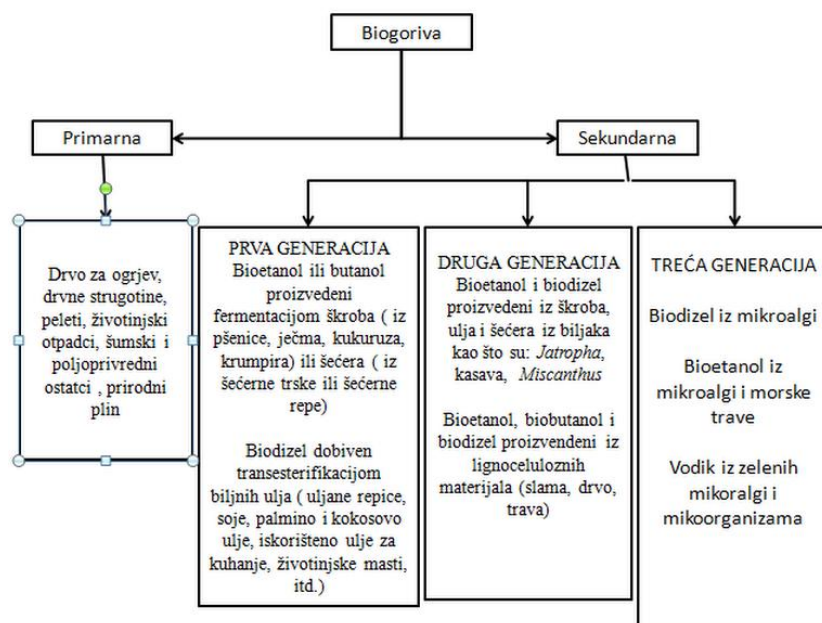 Biogoriva
Primarna
Sekundarna
Drvo za ogrjev,
drvne strugotine,
peleti, životinjski
otpadci, šumski i
poljoprivredni
ostatci , prirodni
plin
PRVA GENERACIJA
Bioetanol ili butanol
proizvedeni
fermentacijom škroba ( iz
pšenice, ječma, kukuruza,
krumpira) ili šećera ( iz
šećerne trske ili šećerne
repe)
Biodizel dobiven
transesterifikacijom
biljnih ulja ( uljane repice,
soje, palmino i kokosovo
ulje, iskorišteno ulje za
kuhanje, životinjske masti,
itd.)
DRUGA GENERACIJA
Bioetanol i biodizel
proizvedeni iz škroba,
ulja i šećera iz biljaka
kao što su: Jatropha,
kasava, Miscanthus
Bioetanol, biobutanol i
biodizel proizvendeni iz
lignoceluloznih
materijala (slama, drvo,
trava)
TREĆA GENERACIJA
Biodizel iz mikroalgi
Bioetanol iz
mikroalgi i morske
trave
Vodik iz zelenih
mikoralgi i
mikoorganizama